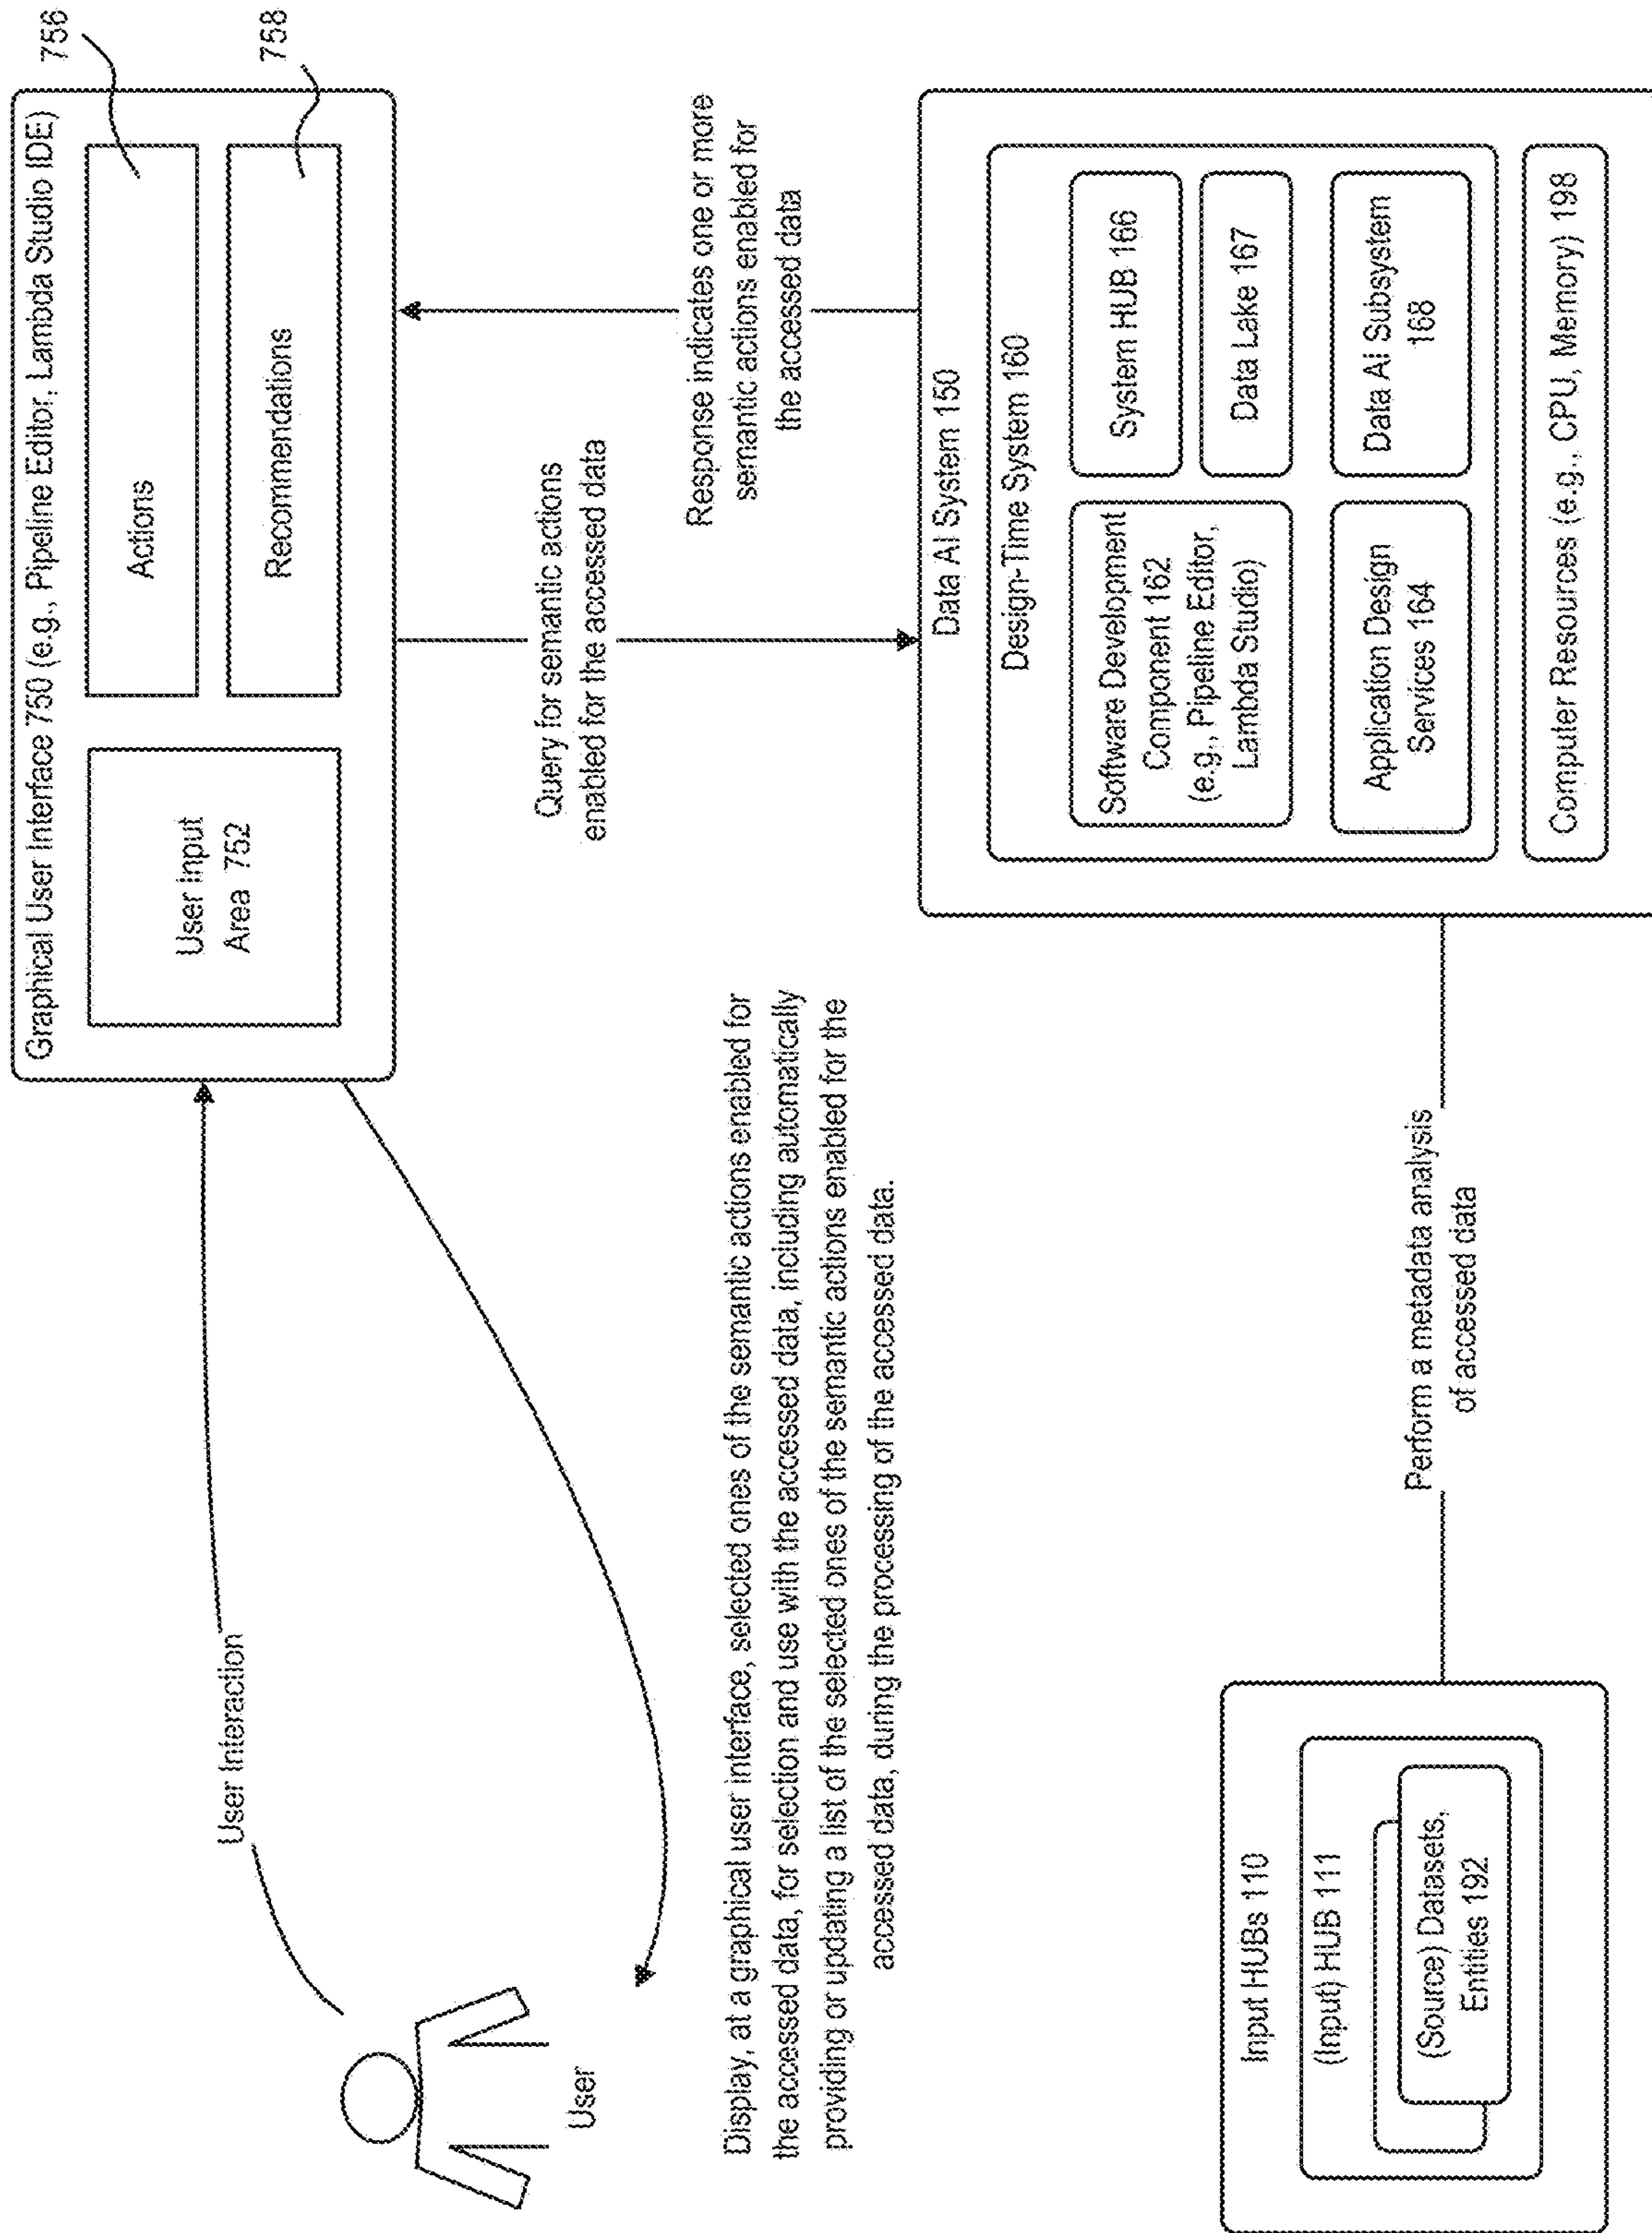 Graphical User Interface 750 (e.g., Pipeline Editor, Lambda Studio IDE)
User Input
Area 752
Actions
Recommendations
756
758
User Interaction
User
Query for semantic actions
enabled for the accessed data
Response indicates one or more
semantic actions enabled for
the accessed data
Display, at a graphical user interface, selected ones of the semantic actions enabled for
the accessed data, for selection and use with the accessed data, including automatically
providing or updating a list of the selected ones of the semantic actions enabled for the
accessed data, during the processing of the accessed data.
Data AI System 150
Design-Time System 160
Software Development
Component 162
(e.g., Pipeline Editor,
Lambda Studio)
System HUB 166
Data Lake 167
Application Design
Services 164
Data AI Subsystem
168
Computer Resources (e.g., CPU, Memory) 198
Input HUBs 110
(Input) HUB 111
(Source) Datasets,
Entities 192
Perform a metadata analysis
of accessed data